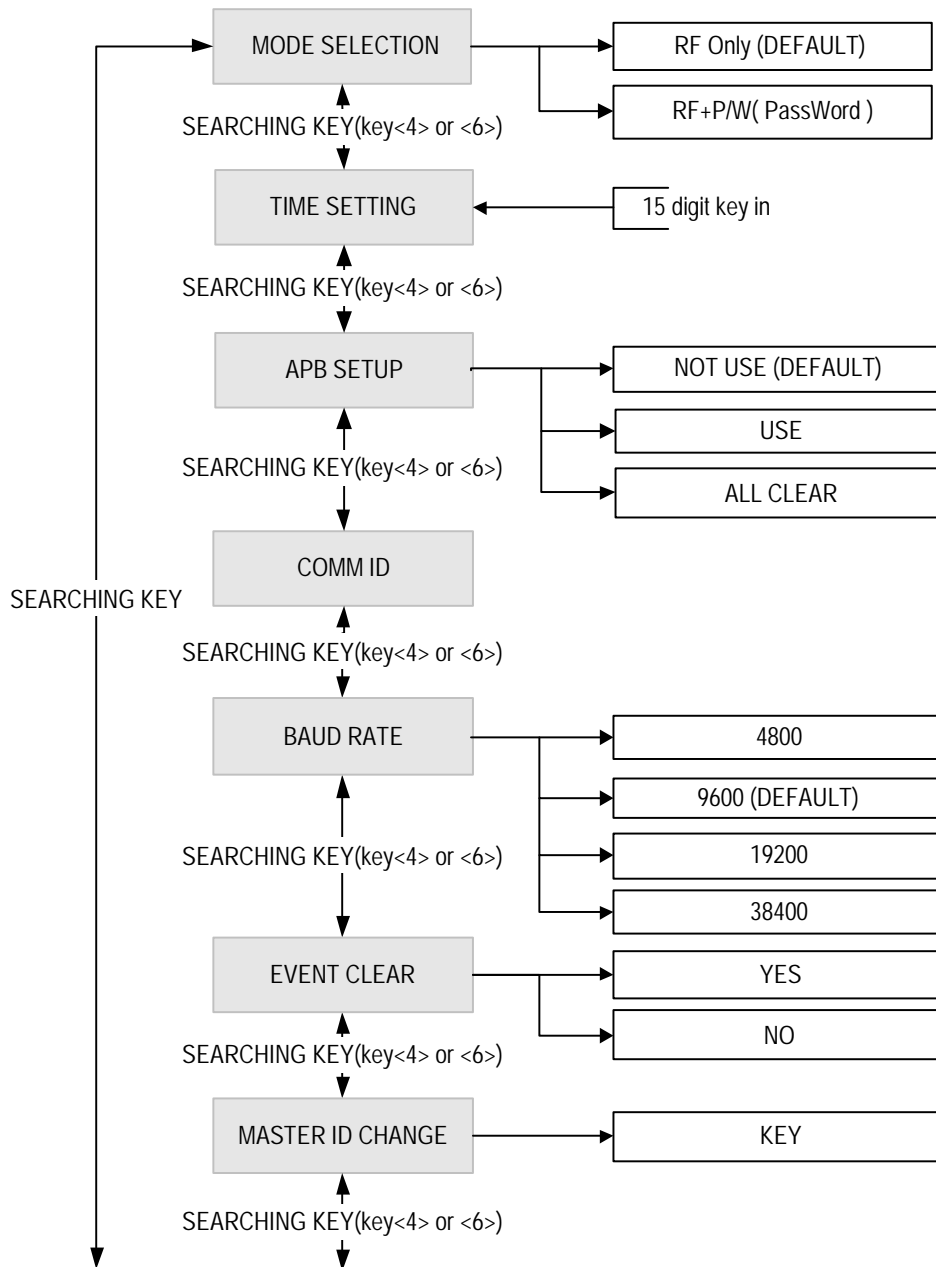 MODE SELECTION
RF Only (DEFAULT)
RF+P/W( PassWord )
SEARCHING KEY(key<4> or <6>)
TIME SETTING
15 digit key in
SEARCHING KEY(key<4> or <6>)
APB SETUP
NOT USE (DEFAULT)
USE
ALL CLEAR
SEARCHING KEY(key<4> or <6>)
COMM ID
SEARCHING KEY
SEARCHING KEY(key<4> or <6>)
BAUD RATE
4800
9600 (DEFAULT)
19200
38400
SEARCHING KEY(key<4> or <6>)
EVENT CLEAR
YES
NO
SEARCHING KEY(key<4> or <6>)
MASTER ID CHANGE
KEY
SEARCHING KEY(key<4> or <6>)